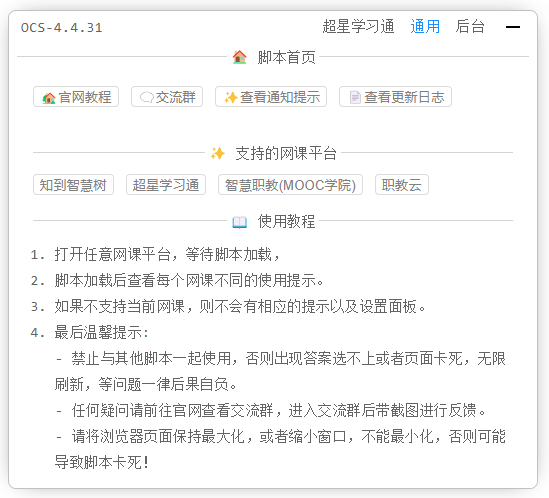 OCS-4.4.31 超星学习通 通用 后台
脚本首页
官网教程 交流群 查看通知提示 查看更新日志
支持的网课平台
知到智慧树 超星学习通 智慧职教(MOOC学院) 职教云
使用教程
1. 打开任意网课平台，等待脚本加载，
2. 脚本加载后查看每个网课不同的使用提示。
3. 如果不支持当前网课，则不会有相应的提示以及设置面板。
4. 最后温馨提示:
- 禁止与其他脚本一起使用，否则出现答案选不上或者页面卡死，无限
刷新，等问题一律后果自负。
- 任何疑问请前往官网查看交流群，进入交流群后带截图进行反馈。
- 请将浏览器页面保持最大化，或者缩小窗口，不能最小化，否则可能
导致脚本卡死！